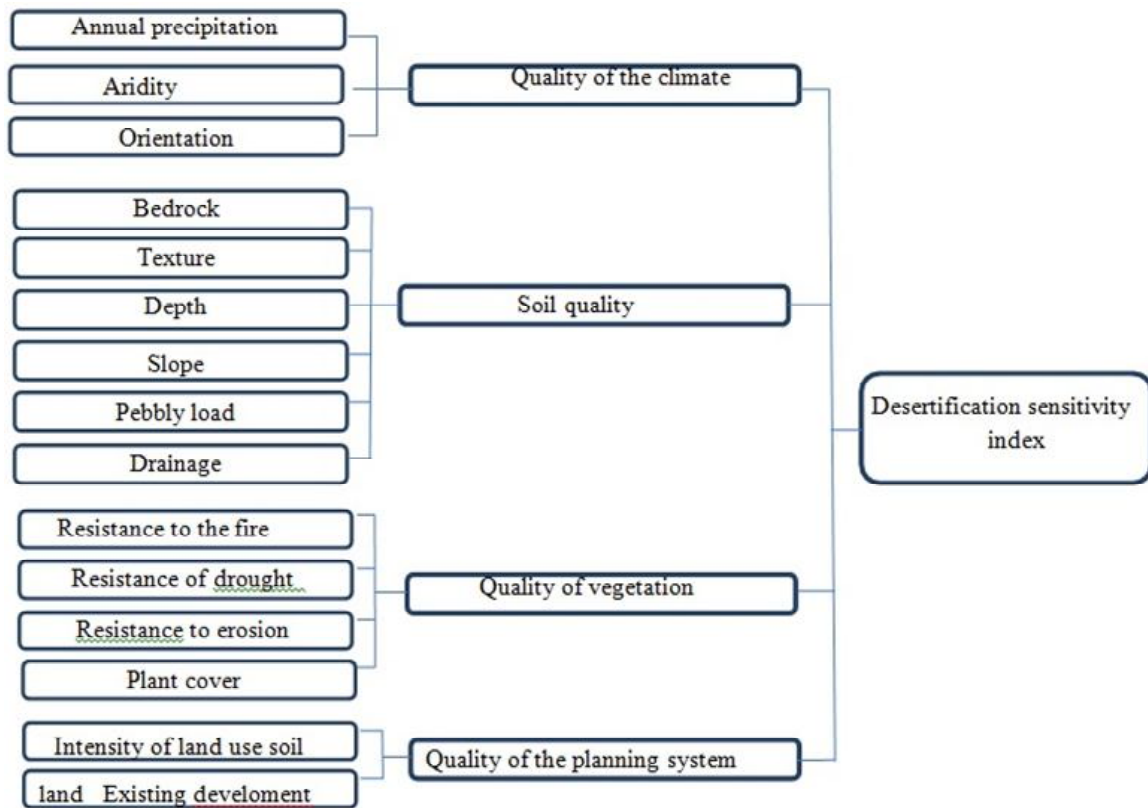 Annual precipitation
Aridity
Orientation
Quality of the climate
Bedrock
Texture
Depth
Slope
Pebbly load
Drainage
Soil quality
Resistance to the fire
Resistance of drought
Resistance to erosion
Plant cover
Quality of vegetation
Intensity of land use soil
land Existing develoment
Quality of the planning system
Desertification sensitivity
index